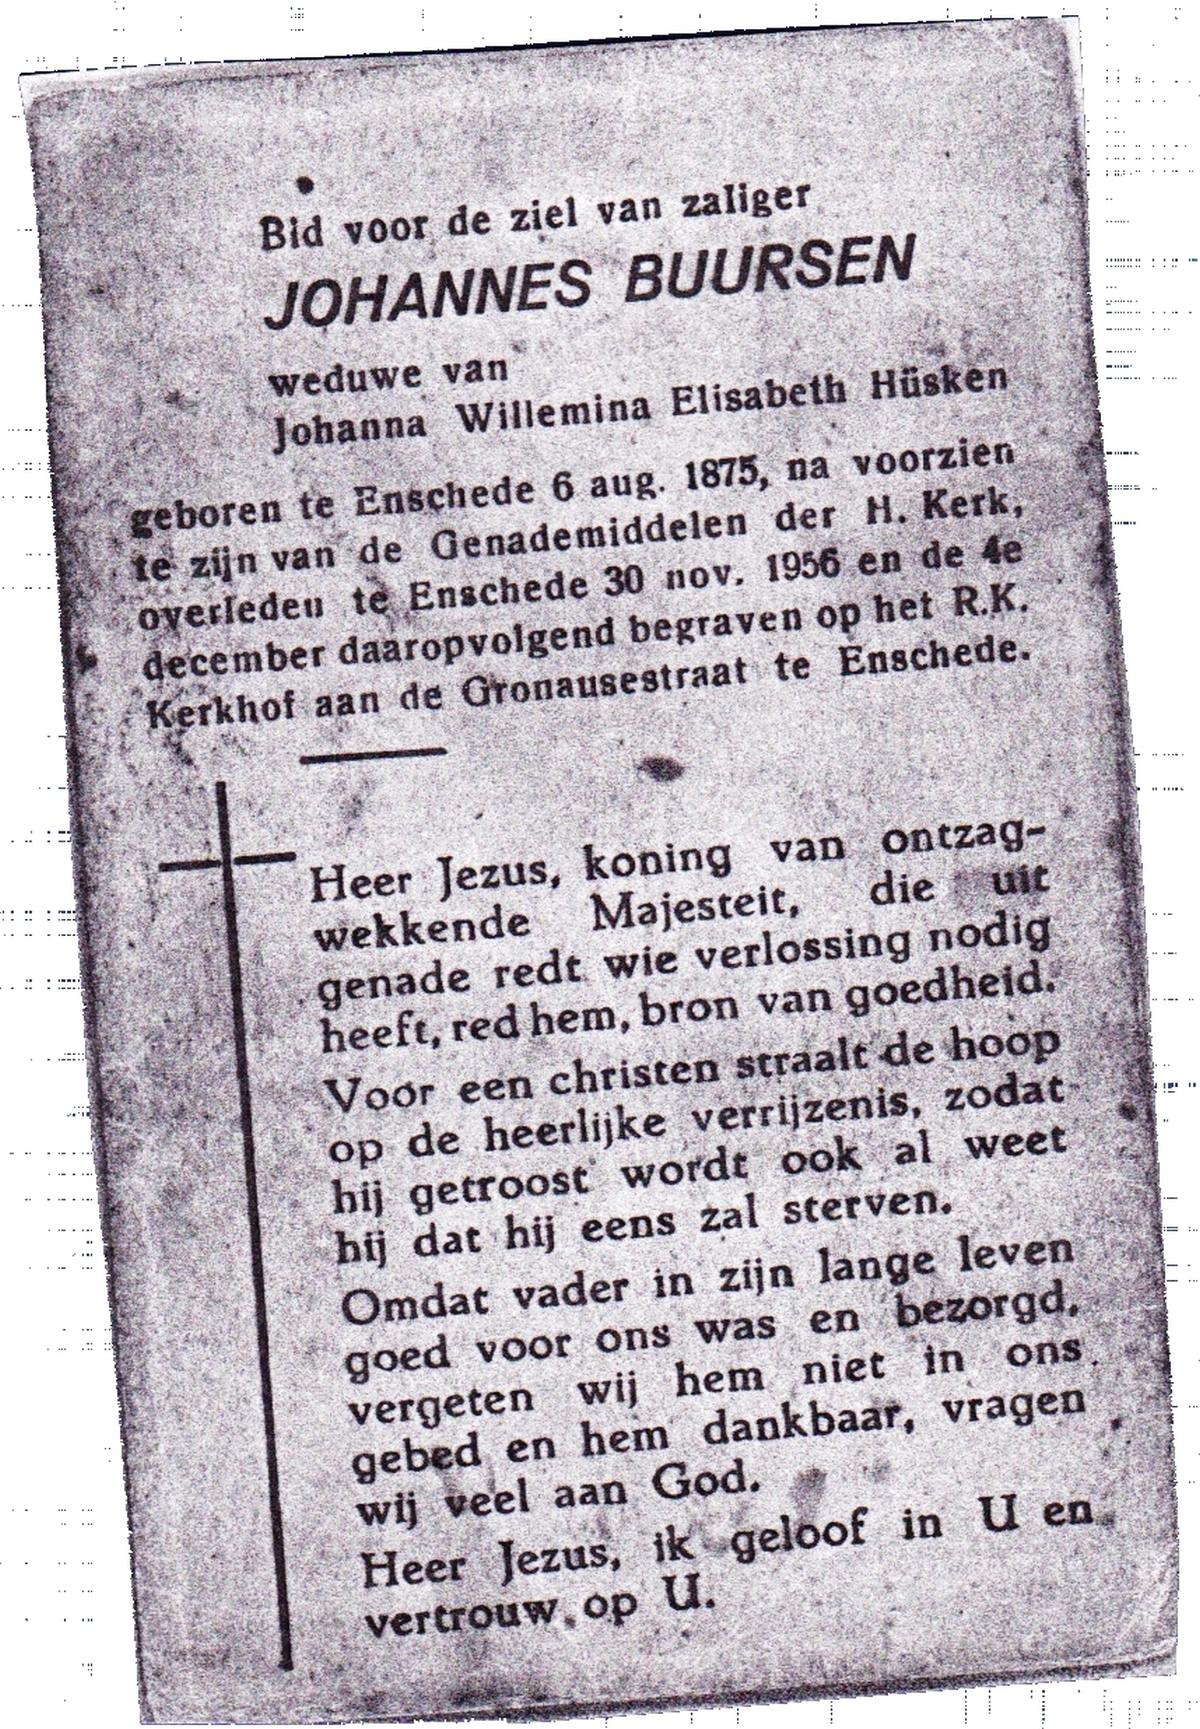 Bid voor de ziel van zaliger
JOHANNES BUURSEN
weduwe van
Johanna Willemina Elisabeth Hüsken
geboren te Enschede 6 aug. 1875, na voorzien
te zijn van de Genademiddelen der H. Kerk,
overleden te Enschede 30 nov. 1956 en de 4e
december daaropvolgend begraven op het R.K.
Kerkhof aan de Gronausestraat te Enschede.
Heer Jezus, koning van ontzag-
wekkende Majesteit, die uit
genade redt wie verlossing nodig
heeft, red hem, bron van goedheid.
Voor een christen straalt de hoop
op de heerlijke verrijzenis, zodat
hij getroost wordt ook al weet
hij dat hij eens zal sterven.
Omdat vader in zijn lange leven
goed voor ons was en bezorgd,
vergeten wij hem niet in ons
gebed en hem dankbaar, vragen
wij veel aan God.
Heer Jezus, ik geloof in U en
vertrouw op U.